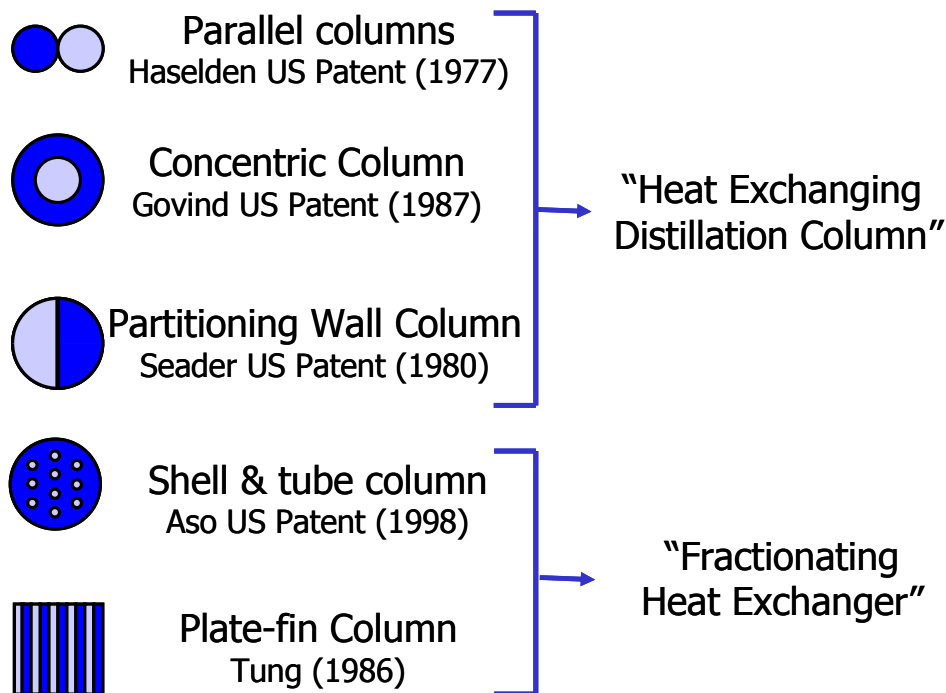 Parallel columns
Haselden US Patent (1977)
Concentric Column
Govind US Patent (1987)
Partitioning Wall Column
Seader US Patent (1980)
“Heat Exchanging
Distillation Column”
Shell & tube column
Aso US Patent (1998)
Plate-fin Column
Tung (1986)
“Fractionating
Heat Exchanger”